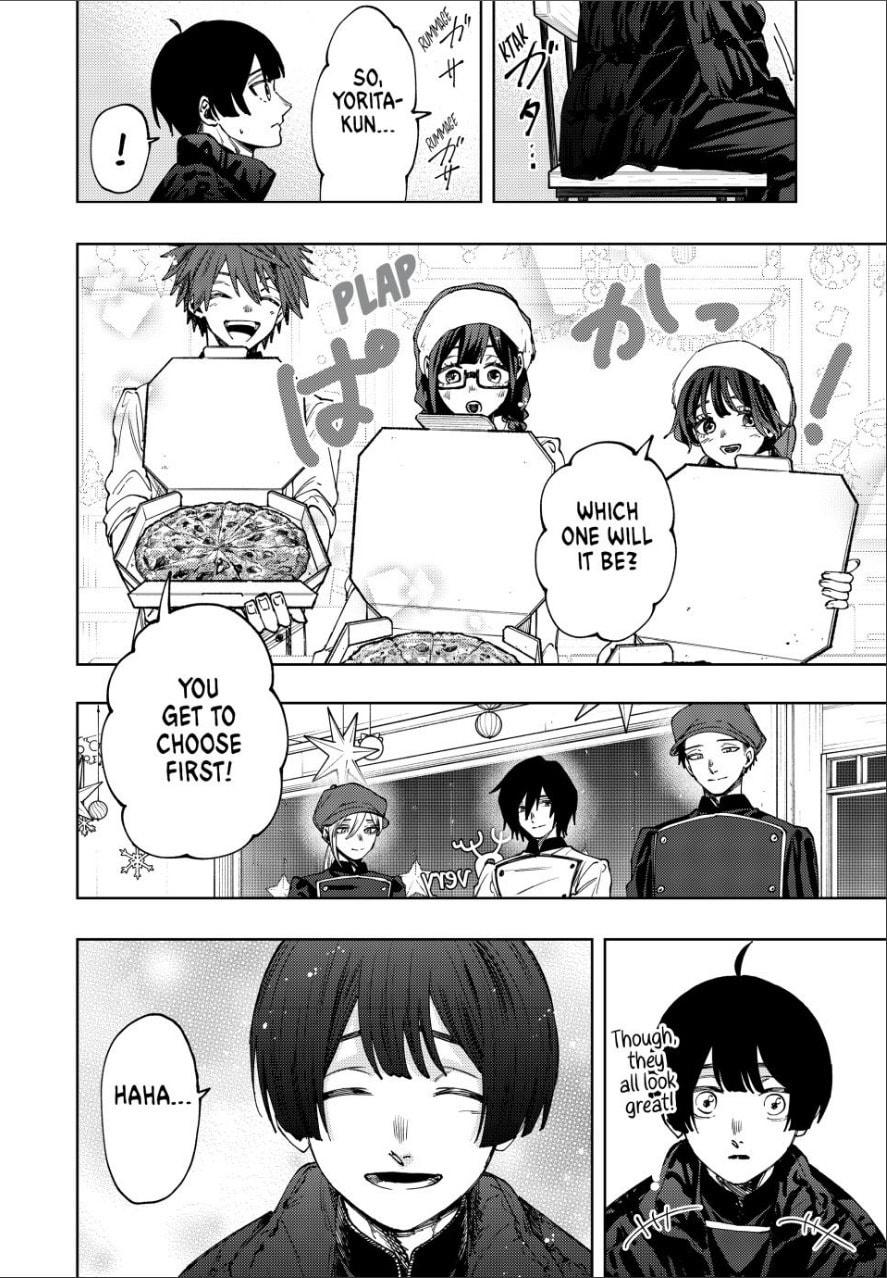 KTAK
ガタ...
RUMMAGE
ガサ
RUMMAGE
ガサ
SO,
YORITA-
KUN...
!
PLAP
ぱかっ!
WHICH
ONE WILL
IT BE?
YOU
GET TO
CHOOSE
FIRST!
very
Though,
they
all look
great!
HAHA...